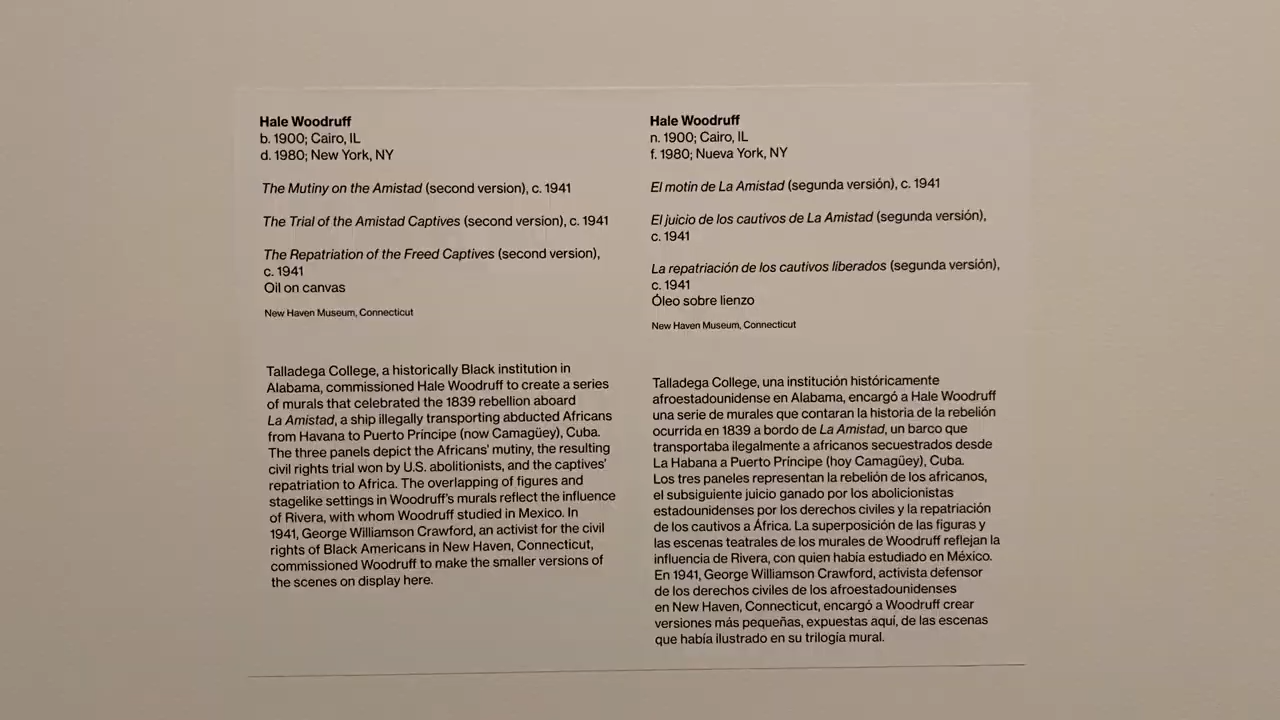 Hale Woodruff
b. 1900; Cairo, IL
d. 1980; New York, NY
The Mutiny on the Amistad (second version), c. 1941
The Trial of the Amistad Captives (second version), c. 1941
The Repatriation of the Freed Captives (second version),
c. 1941
Oil on canvas
New Haven Museum, Connecticut
Talladega College, a historically Black institution in
Alabama, commissioned Hale Woodruff to create a series
of murals that celebrated the 1839 rebellion aboard
La Amistad, a ship illegally transporting abducted Africans
from Havana to Puerto Príncipe (now Camagüey), Cuba.
The three panels depict the Africans' mutiny, the resulting
civil rights trial won by U.S. abolitionists, and the captives'
repatriation to Africa. The overlapping of figures and
stagelike settings in Woodruff's murals reflect the influence
of Rivera, with whom Woodruff studied in Mexico. In
1941, George Williamson Crawford, an activist for the civil
rights of Black Americans in New Haven, Connecticut,
commissioned Woodruff to make the smaller versions of
the scenes on display here.
Hale Woodruff
n. 1900; Cairo, IL
f. 1980; Nueva York, NY
El motín de La Amistad (segunda versión), c. 1941
El juicio de los cautivos de La Amistad (segunda versión),
c. 1941
La repatriación de los cautivos liberados (segunda versión),
c. 1941
Óleo sobre lienzo
New Haven Museum, Connecticut
Talladega College, una institución históricamente
afroestadounidense en Alabama, encargó a Hale Woodruff
una serie de murales que contaran la historia de la rebelión
ocurrida en 1839 a bordo de La Amistad, un barco que
transportaba ilegalmente a africanos secuestrados desde
La Habana a Puerto Príncipe (hoy Camagüey), Cuba.
Los tres paneles representan la rebelión de los africanos,
el subsiguiente juicio ganado por los abolicionistas
estadounidenses por los derechos civiles y la repatriación
de los cautivos a África. La superposición de las figuras y
las escenas teatrales de los murales de Woodruff reflejan la
influencia de Rivera, con quien había estudiado en México.
En 1941, George Williamson Crawford, activista defensor
de los derechos civiles de los afroestadounidenses
en New Haven, Connecticut, encargó a Woodruff crear
versiones más pequeñas, expuestas aquí, de las escenas
que había ilustrado en su trilogía mural.